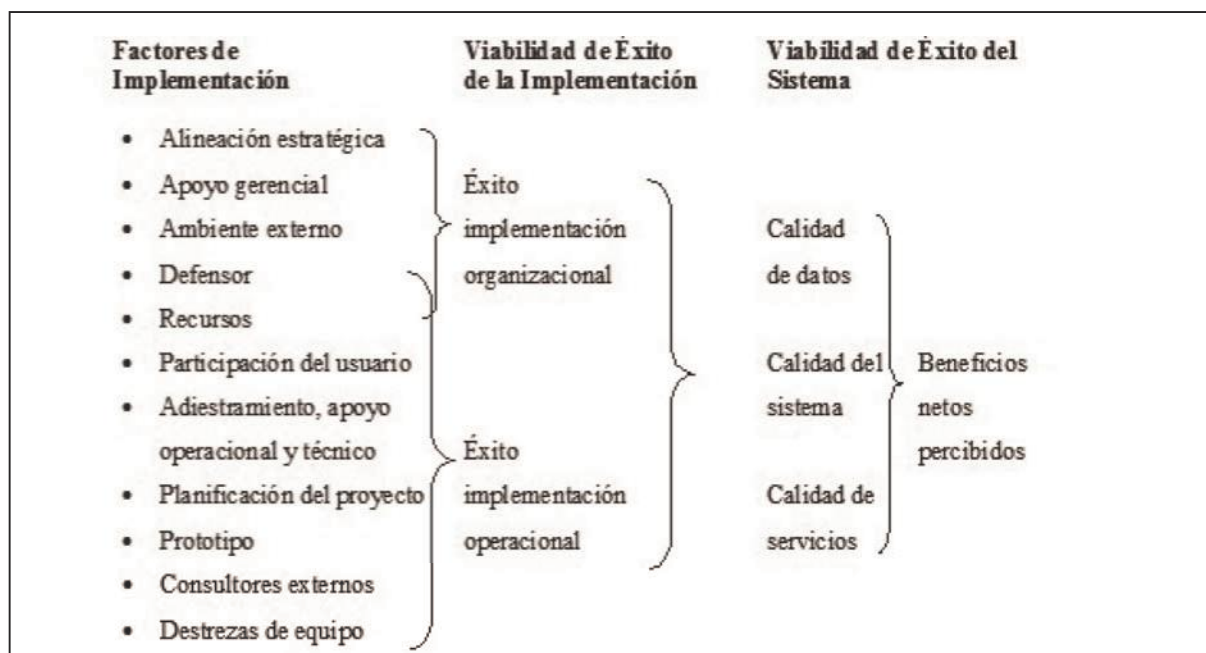 Factores de
Implementación
Viabilidad de Éxito
de la Implementación
Viabilidad de Éxito del
Sistema
• Alineación estratégica
• Apoyo gerencial
• Ambiente externo
• Defensor
• Recursos
• Participación del usuario
• Adiestramiento, apoyo
operacional y técnico
• Planificación del proyecto
• Prototipo
• Consultores externos
• Destrezas de equipo
Éxito
implementación
organizacional
Éxito
implementación
operacional
Calidad
de datos
Calidad del
sistema
Calidad de
servicios
Beneficios
netos
percibidos